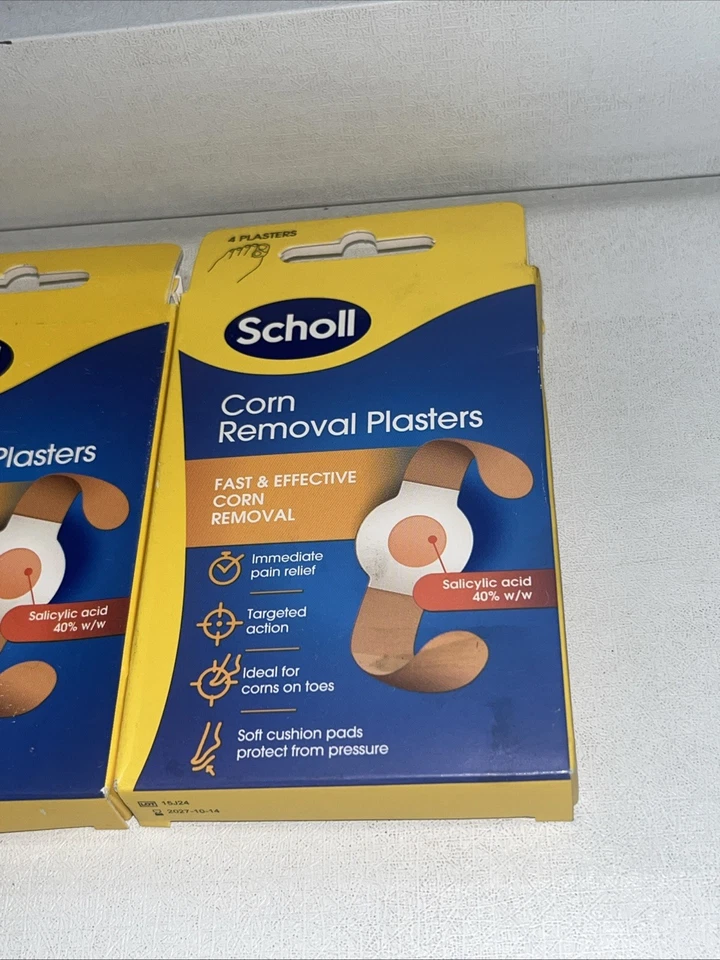 Plasters
Salicylic acid
40% w/w
4 PLASTERS
Scholl
Corn
Removal Plasters
FAST & EFFECTIVE
CORN
REMOVAL
Immediate
pain relief
Targeted
action
Ideal for
corns on toes
Soft cushion pads
protect from pressure
Salicylic acid
40% w/w
LOT 15J24
2027-10-14